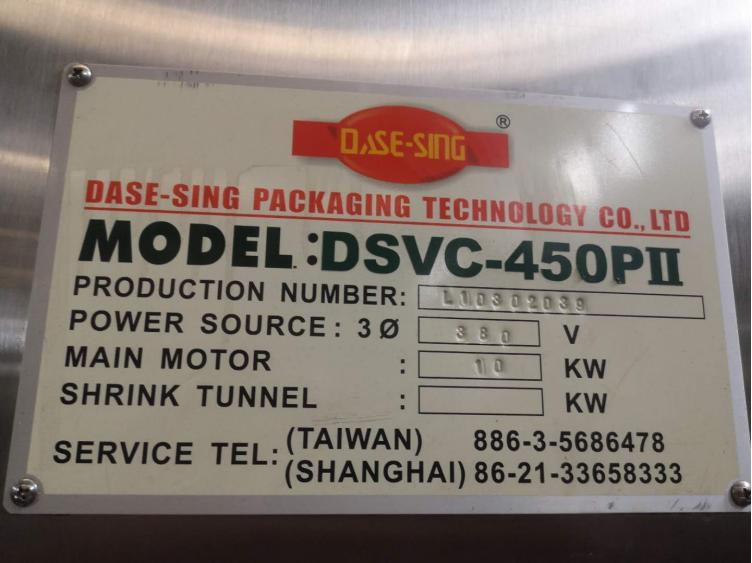 DASE-SING ®
DASE-SING PACKAGING TECHNOLOGY CO., LTD
MODEL:DSVC-450PII
PRODUCTION NUMBER: L10302039
POWER SOURCE: 3Ø 380 V
MAIN MOTOR : 10 KW
SHRINK TUNNEL : KW
SERVICE TEL: (TAIWAN) 886-3-5686478
(SHANGHAI) 86-21-33658333